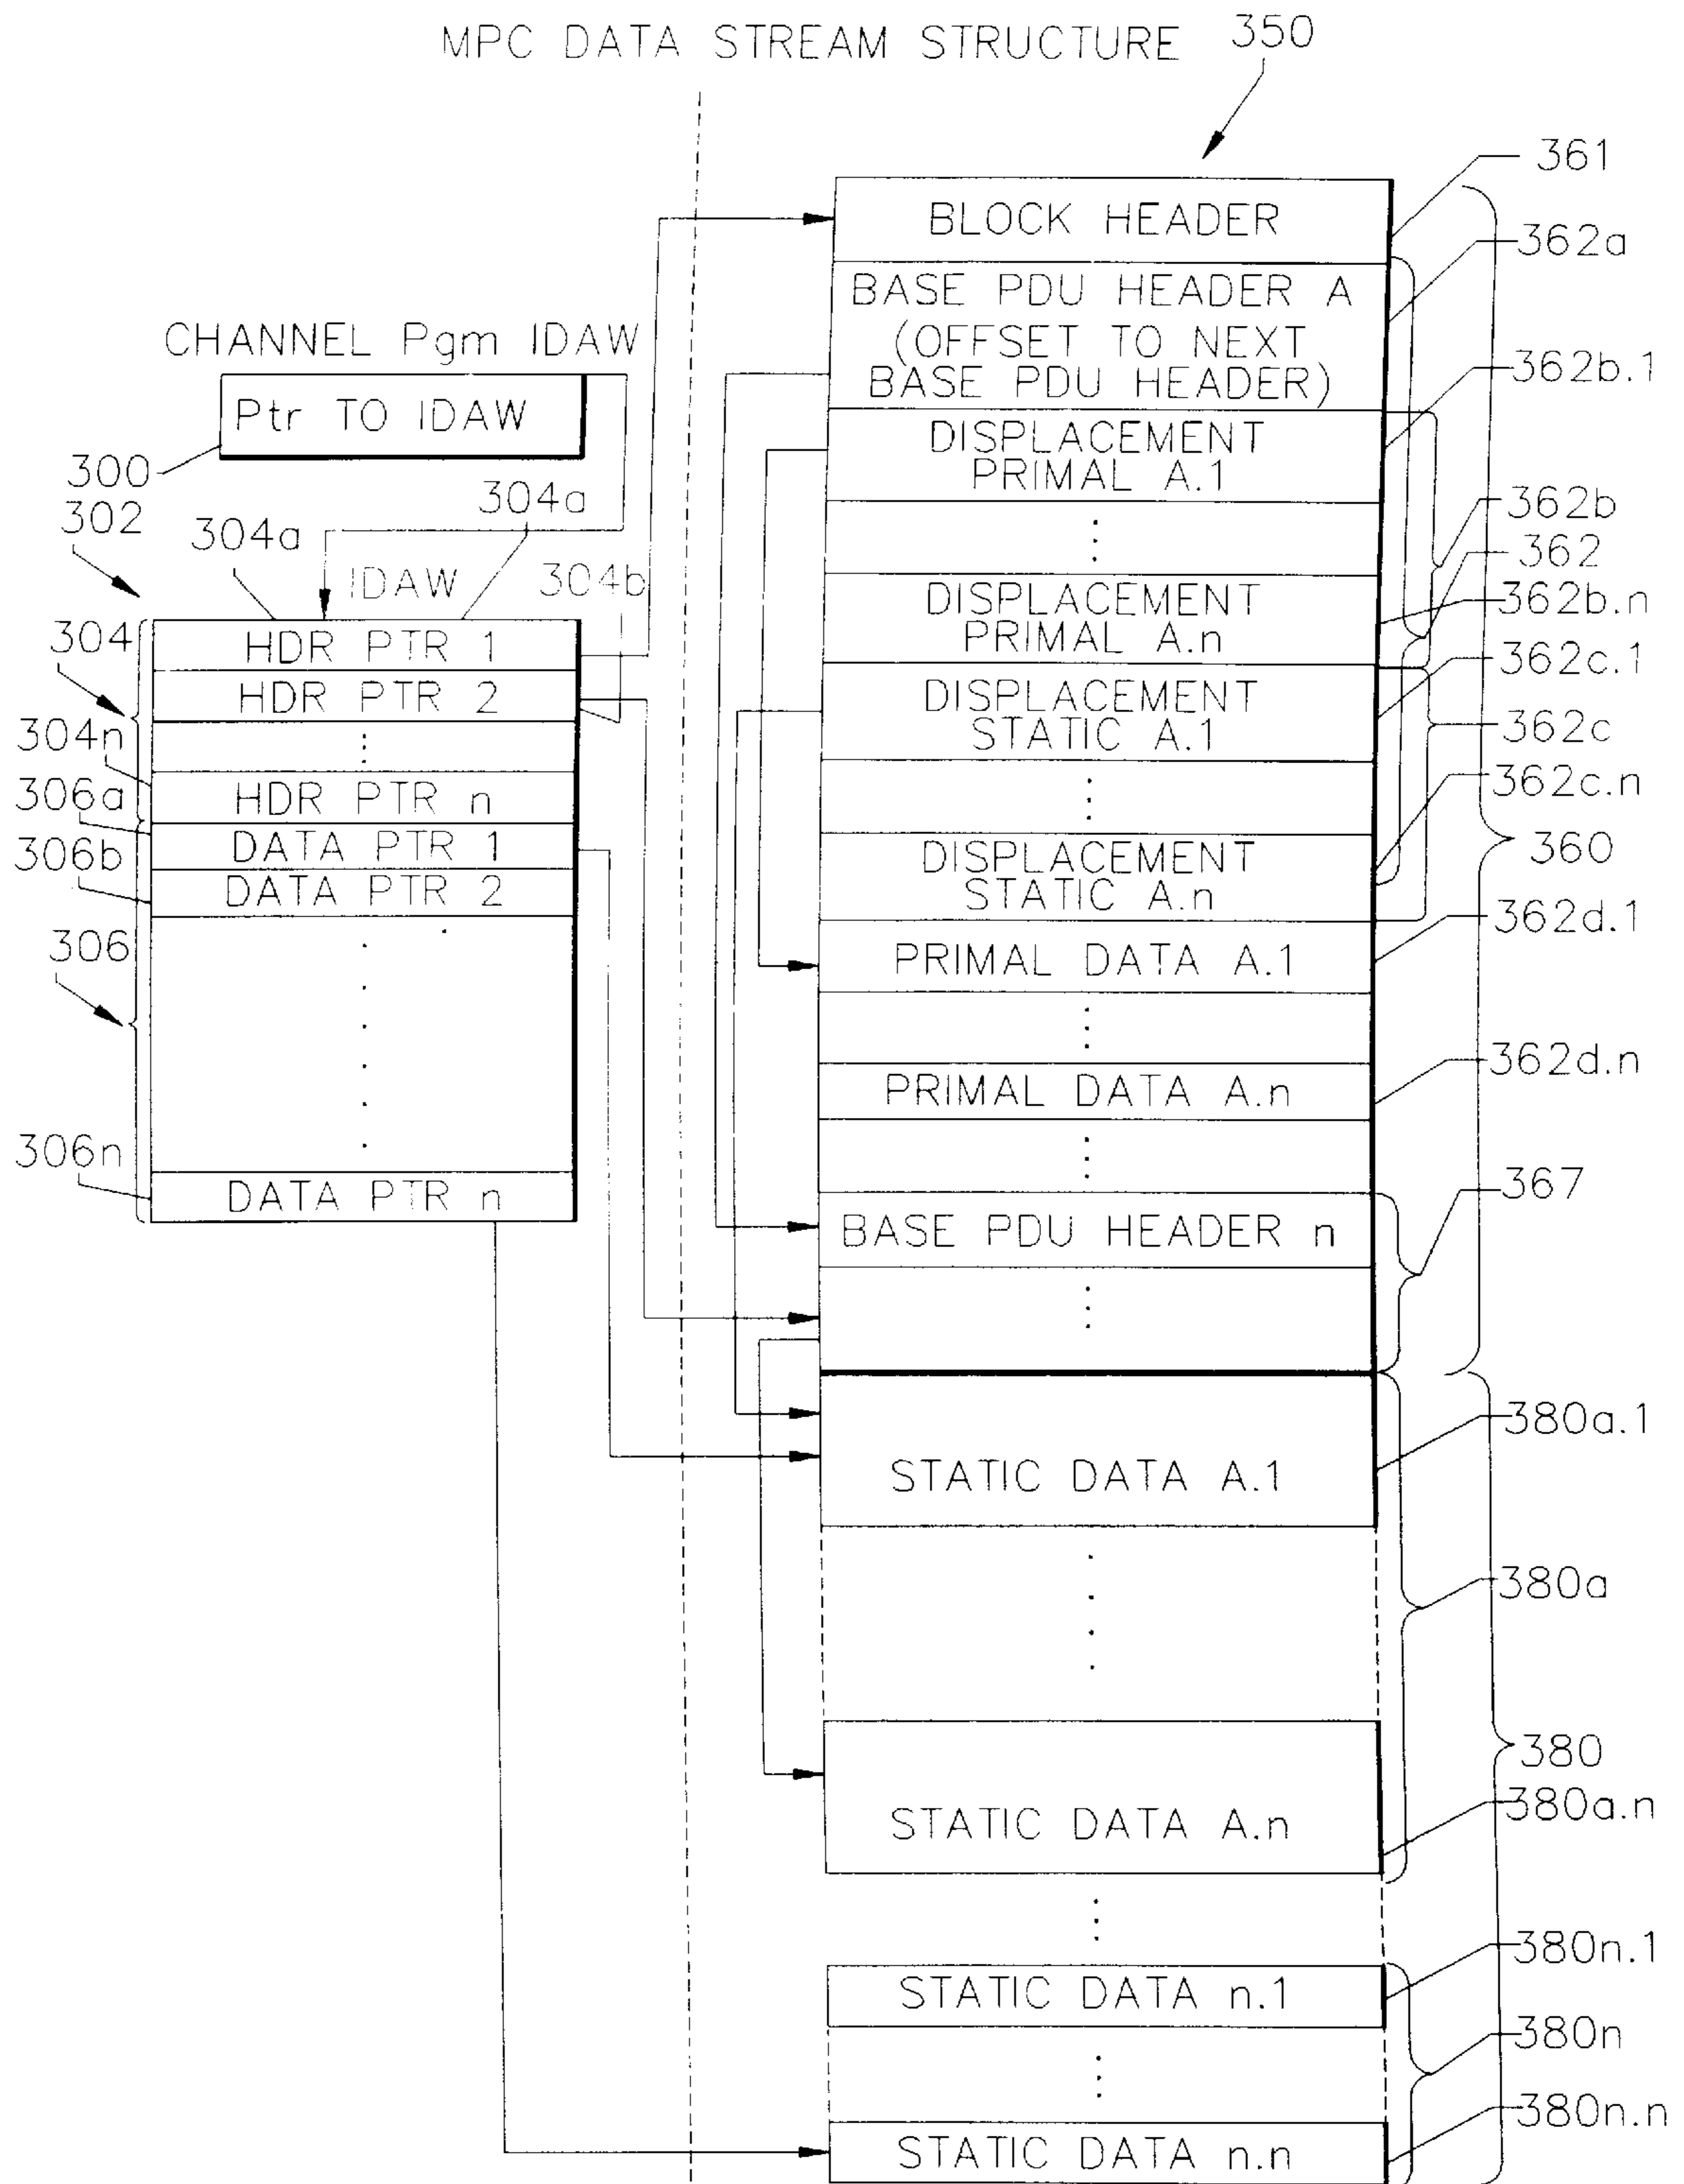 MPC DATA STREAM STRUCTURE
350
CHANNEL Pgm IDAW
Ptr TO IDAW
300
302
304a
304a
IDAW
304b
304
HDR PTR 1
HDR PTR 2
304n
HDR PTR n
306a
DATA PTR 1
306b
DATA PTR 2
306
306n
DATA PTR n
BLOCK HEADER
361
BASE PDU HEADER A
(OFFSET TO NEXT
BASE PDU HEADER)
362a
DISPLACEMENT
PRIMAL A.1
362b.1
362b
362
DISPLACEMENT
PRIMAL A.n
362b.n
DISPLACEMENT
STATIC A.1
362c.1
362c
DISPLACEMENT
STATIC A.n
362c.n
360
PRIMAL DATA A.1
362d.1
PRIMAL DATA A.n
362d.n
BASE PDU HEADER n
367
STATIC DATA A.1
380a.1
380a
380
STATIC DATA A.n
380a.n
STATIC DATA n.1
380n.1
380n
STATIC DATA n.n
380n.n